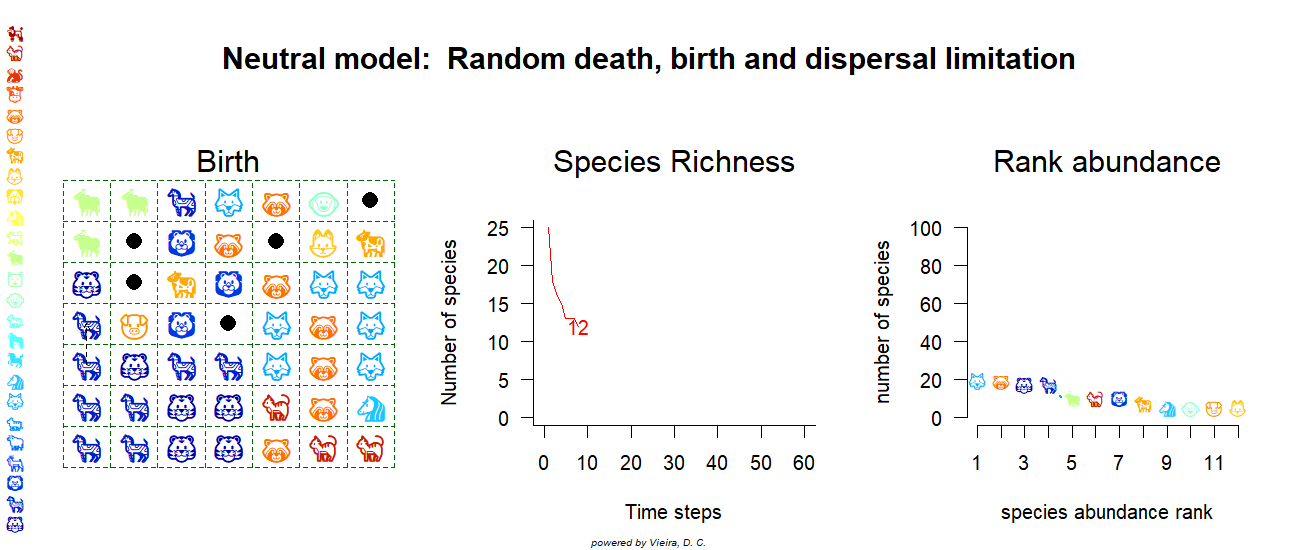 Neutral model:  Random death, birth and dispersal limitation
Birth
Species Richness
Number of species
25
20
15
10
5
0
12
0 10 20 30 40 50 60
Time steps
Rank abundance
number of species
100
80
60
40
20
0
1 3 5 7 9 11
species abundance rank
powered by Vieira, D. C.